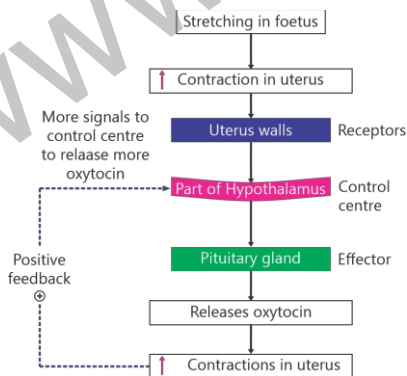 Stretching in foetus
Contraction in uterus
More signals to
control centre
to relaase more
oxytocin
Uterus walls
Receptors
Part of Hypothalamus
Control
centre
Positive
feedback
Pituitary gland
Effector
Releases oxytocin
Contractions in uterus